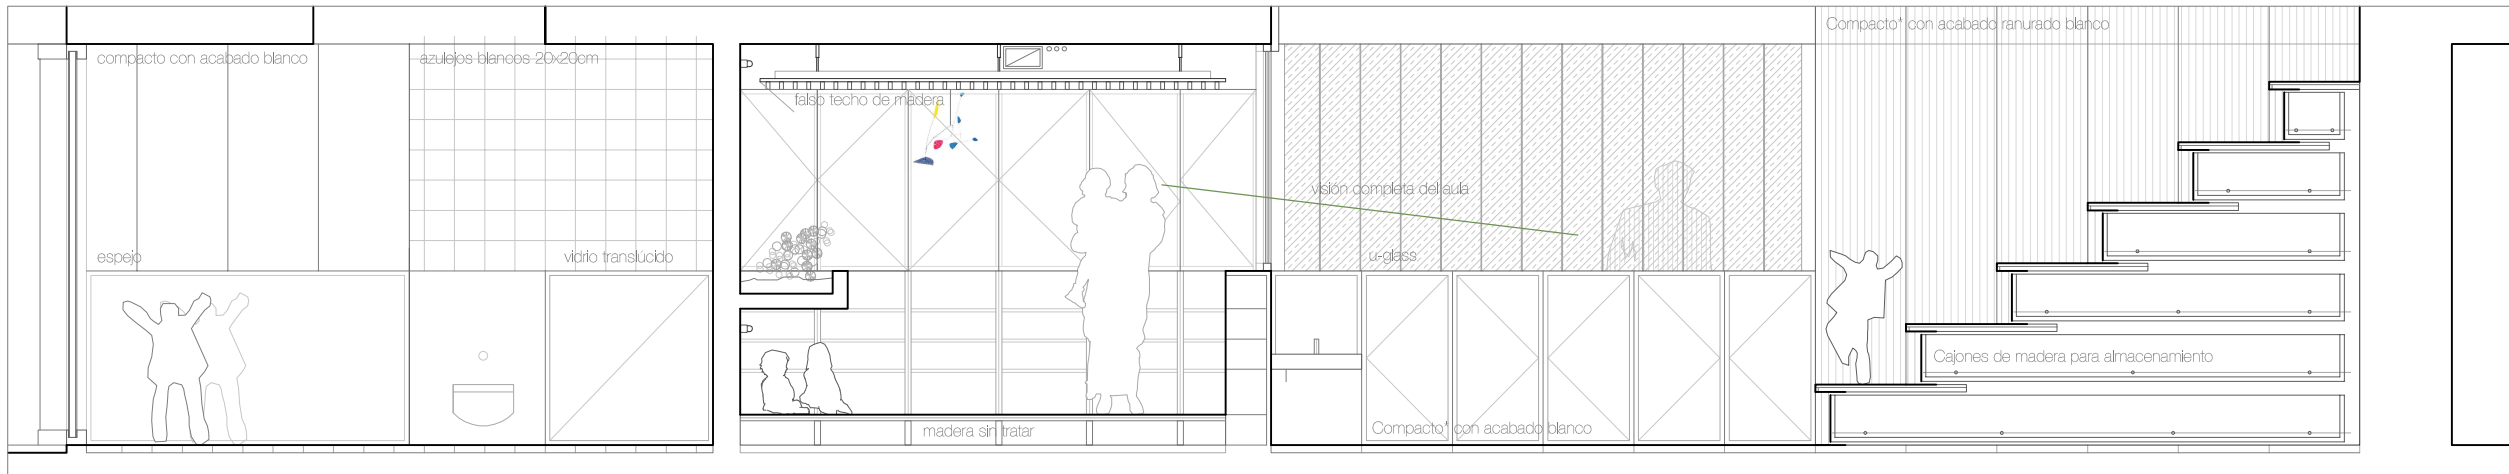 compacto con acabado blanco
azulejos blancos 20x20cm
Compacto* con acabado ranurado blanco
falso techo de madera
visión completa del aula
espejo
vidrio translúcido
u-glass
Cajones de madera para almacenamiento
madera sin tratar
Compacto* con acabado blanco